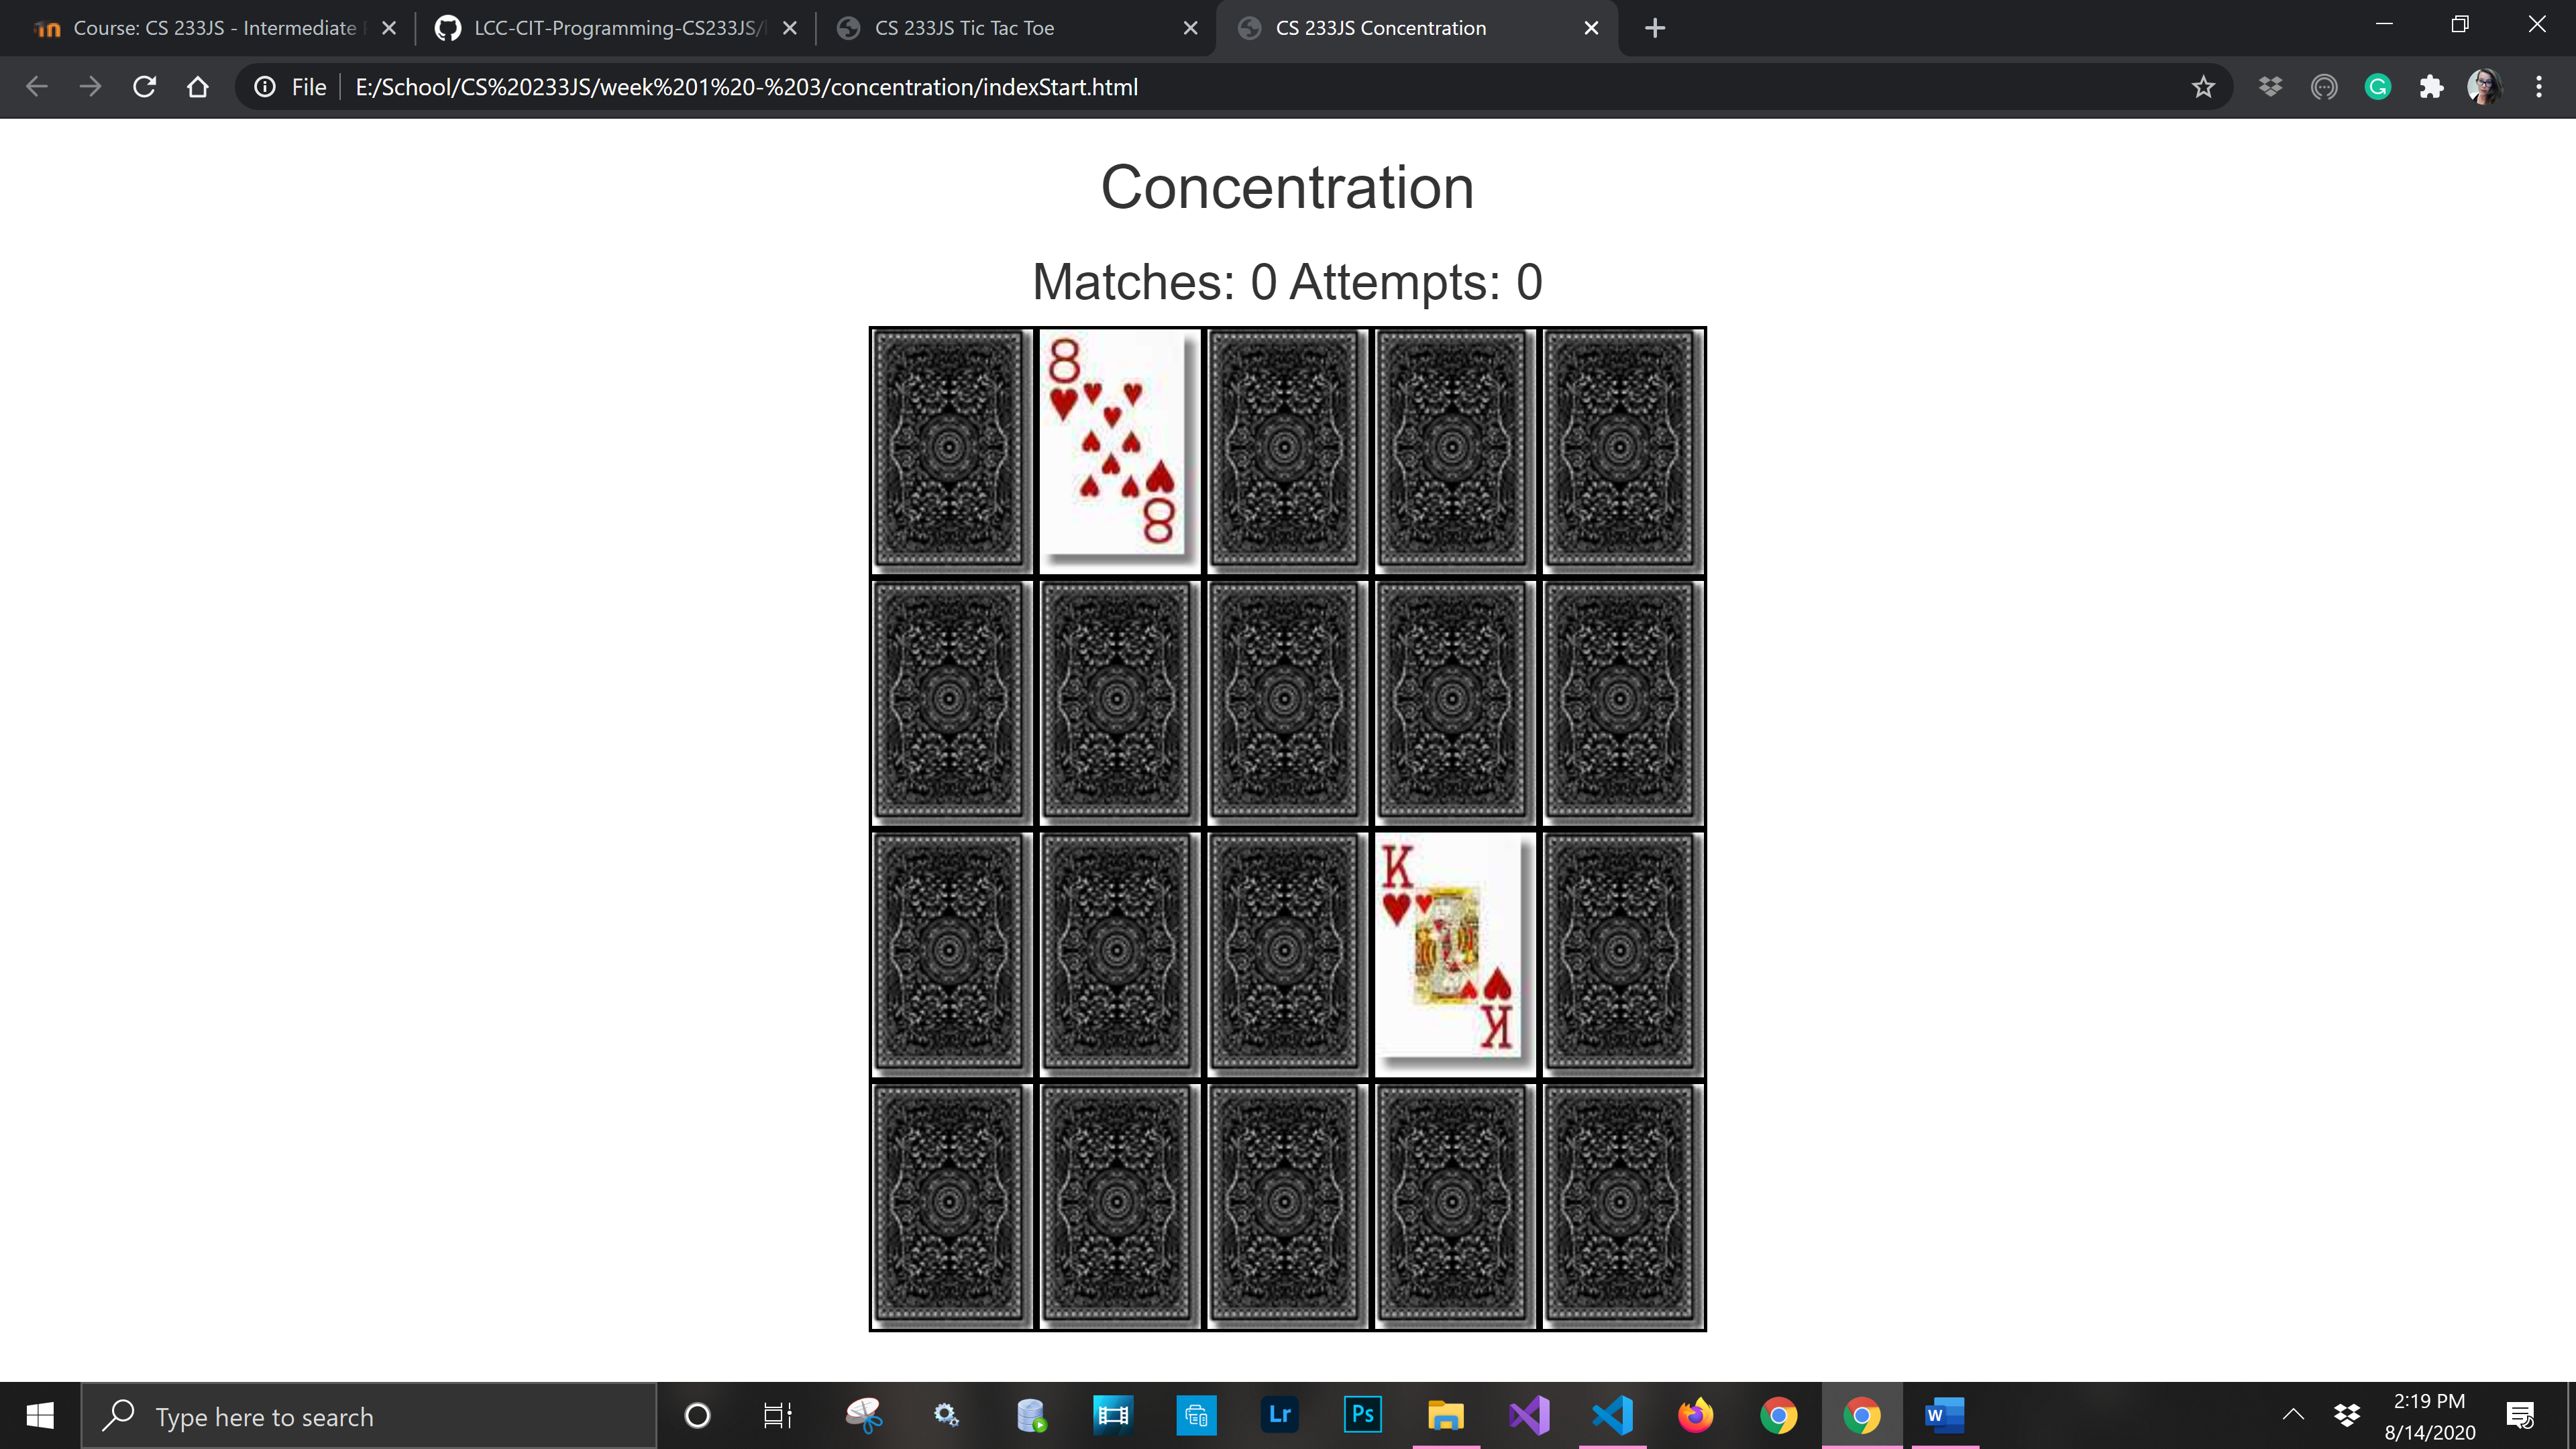 Course: CS 233JS - Intermediate
LCC-CIT-Programming-CS233JS/
CS 233JS Tic Tac Toe
CS 233JS Concentration
File
E:/School/CS%20233JS/week%201%20-%203/concentration/indexStart.html
Concentration
Matches: 0 Attempts: 0
8
8
K
K
Type here to search
Lr
Ps
W
2:19 PM
8/14/2020